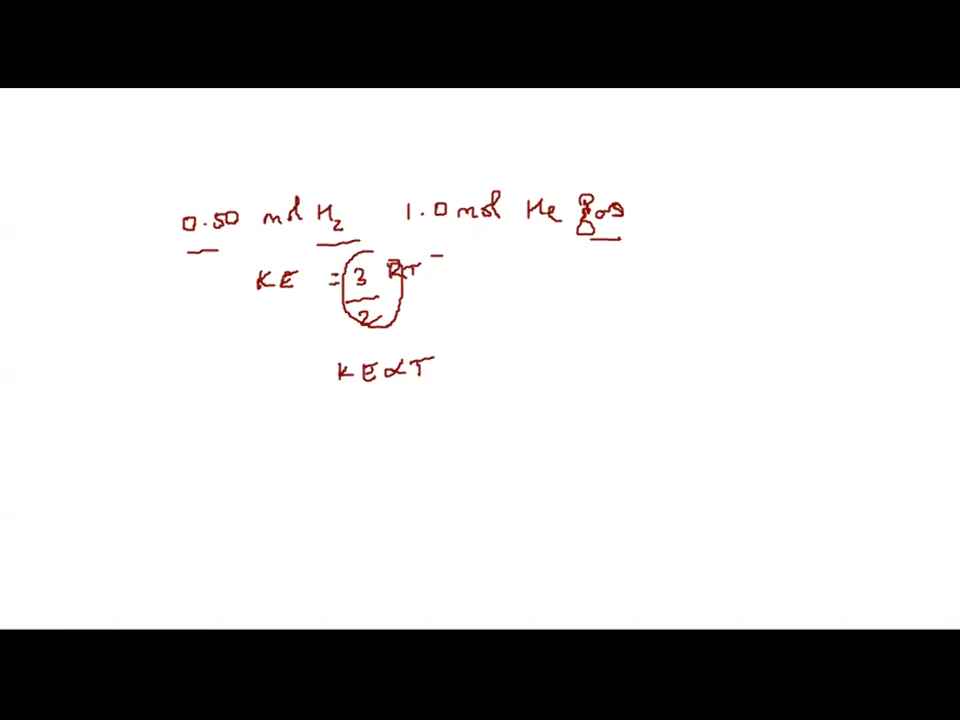 0.50 mol H₂ 1.0 mol He gas
KE = 3/2 RT
KE ∝ T